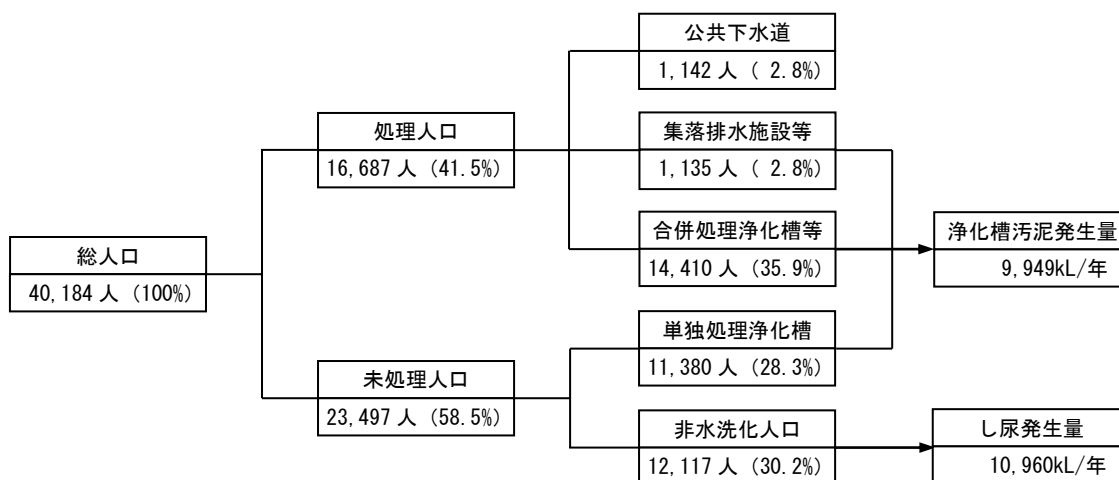 公共下水道
1,142 人 ( 2.8%)
処理人口
16,687 人 (41.5%)
集落排水施設等
1,135 人 ( 2.8%)
総人口
40,184 人 (100%)
合併処理浄化槽等
14,410 人 (35.9%)
浄化槽汚泥発生量
9,949kL/年
単独処理浄化槽
11,380 人 (28.3%)
未処理人口
23,497 人 (58.5%)
非水洗化人口
12,117 人 (30.2%)
し尿発生量
10,960kL/年